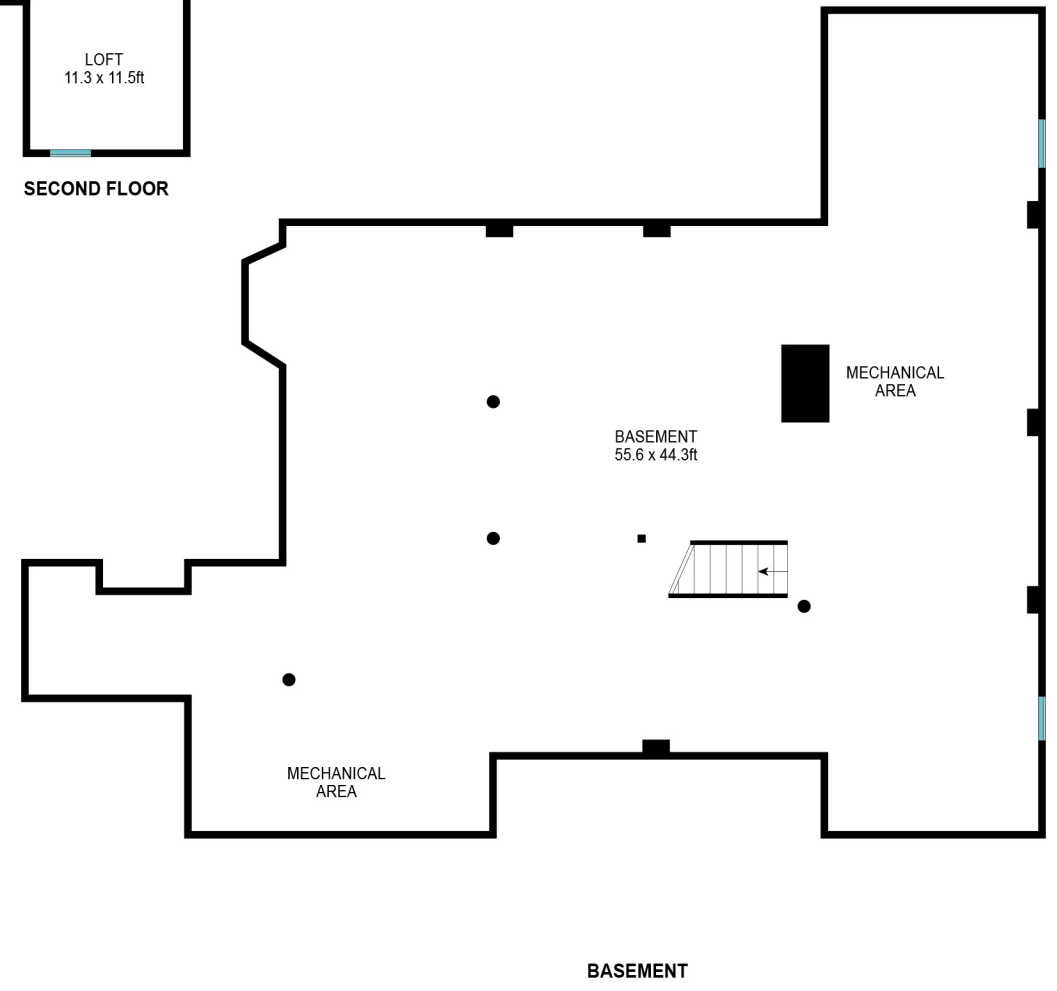 LOFT
11.3 x 11.5ft
SECOND FLOOR
MECHANICAL
AREA
BASEMENT
55.6 x 44.3ft
MECHANICAL
AREA
BASEMENT